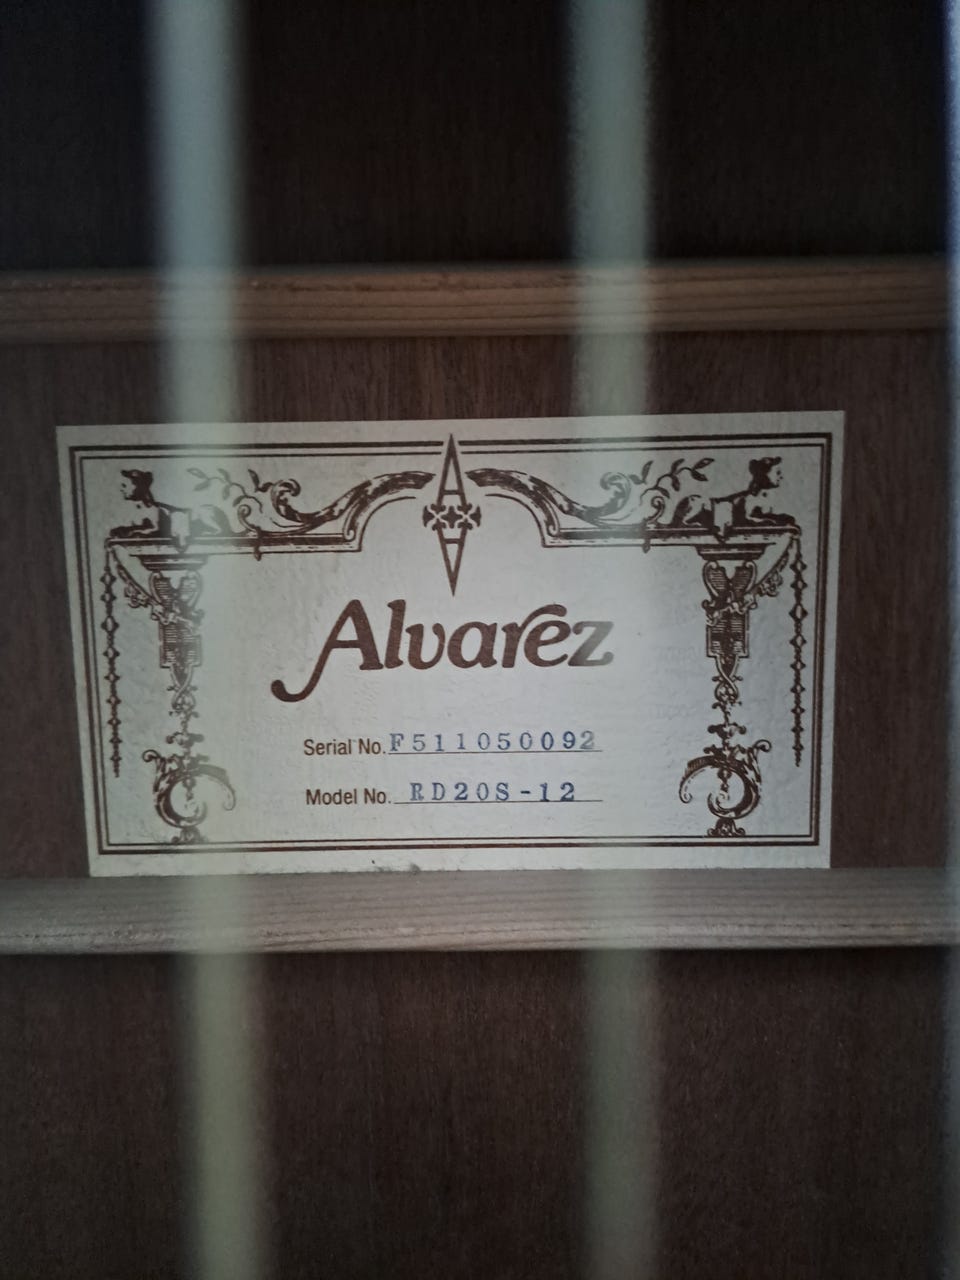 Alvarez
Serial No. F511050092
Model No. RD20S-12